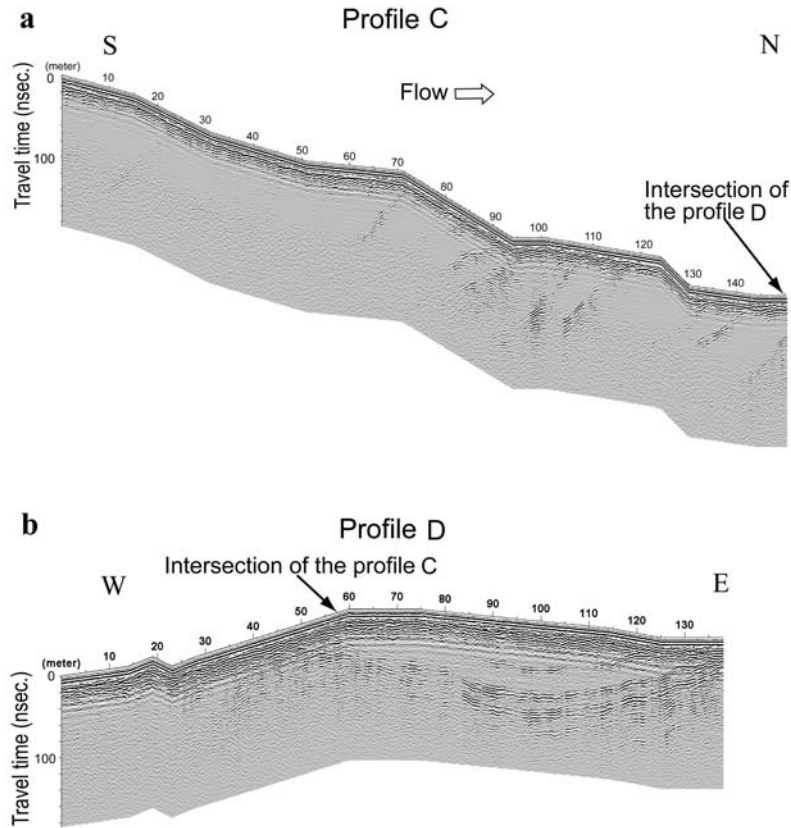 a
Profile C
S
N
(meter)
0
10
20
30
40
50
60
70
80
90
100
110
120
130
140
Flow
100
Travel time (nsec.)
Intersection of
the profile D
b
Profile D
Intersection of the profile C
W
E
(meter)
0
10
20
30
40
50
60
70
80
90
100
110
120
130
100
Travel time (nsec.)